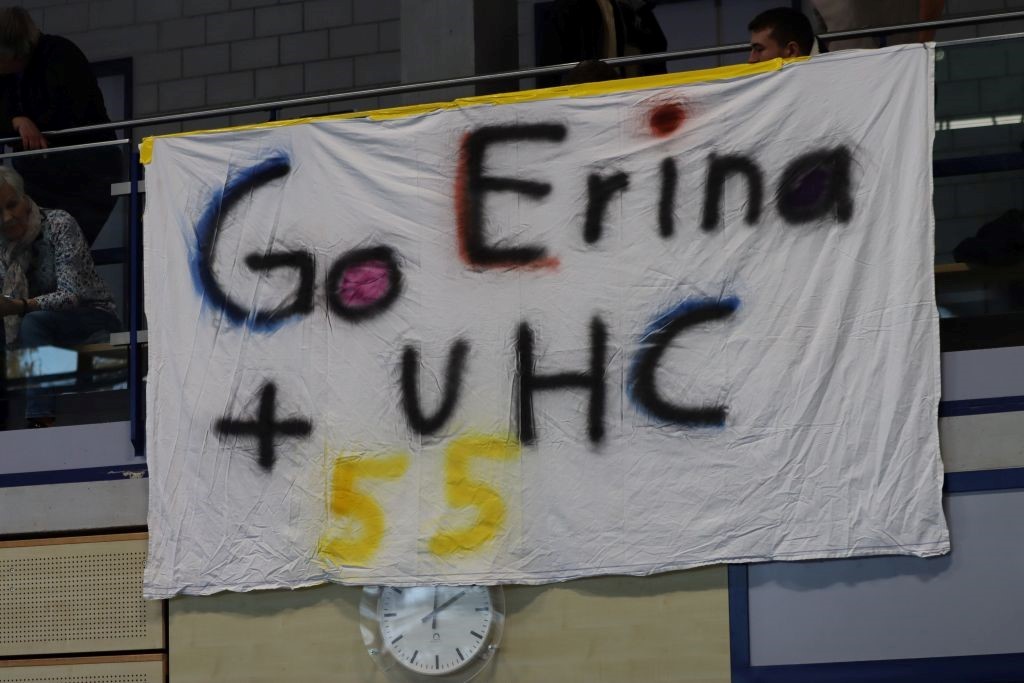 Go Erina
+ UHC
55